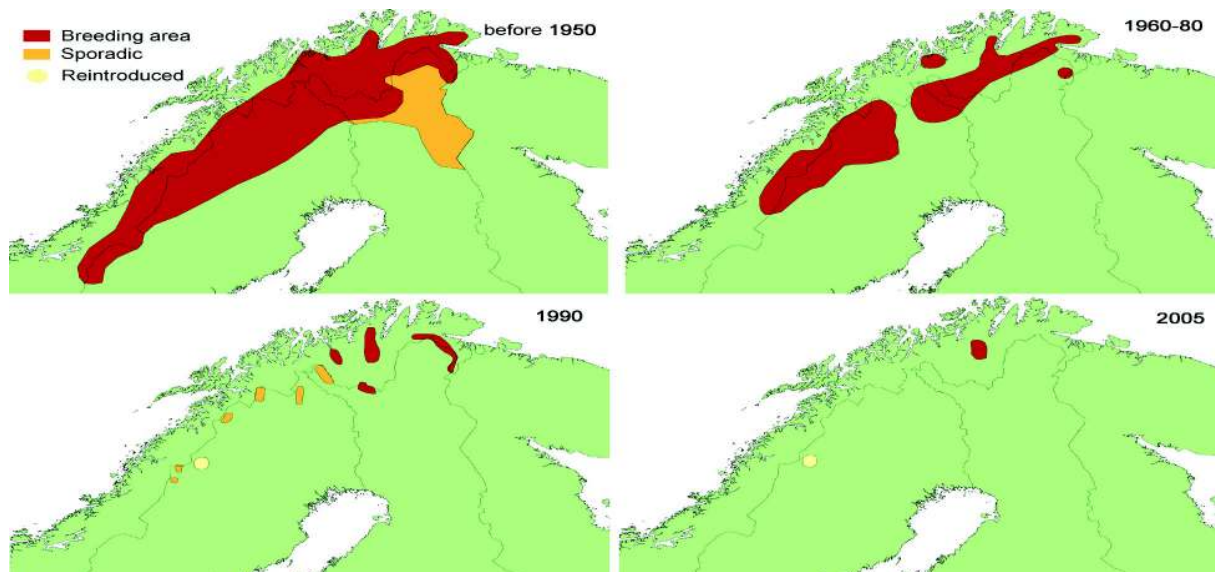 Breeding area
Sporadic
Reintroduced
before 1950
1960-80
1990
2005